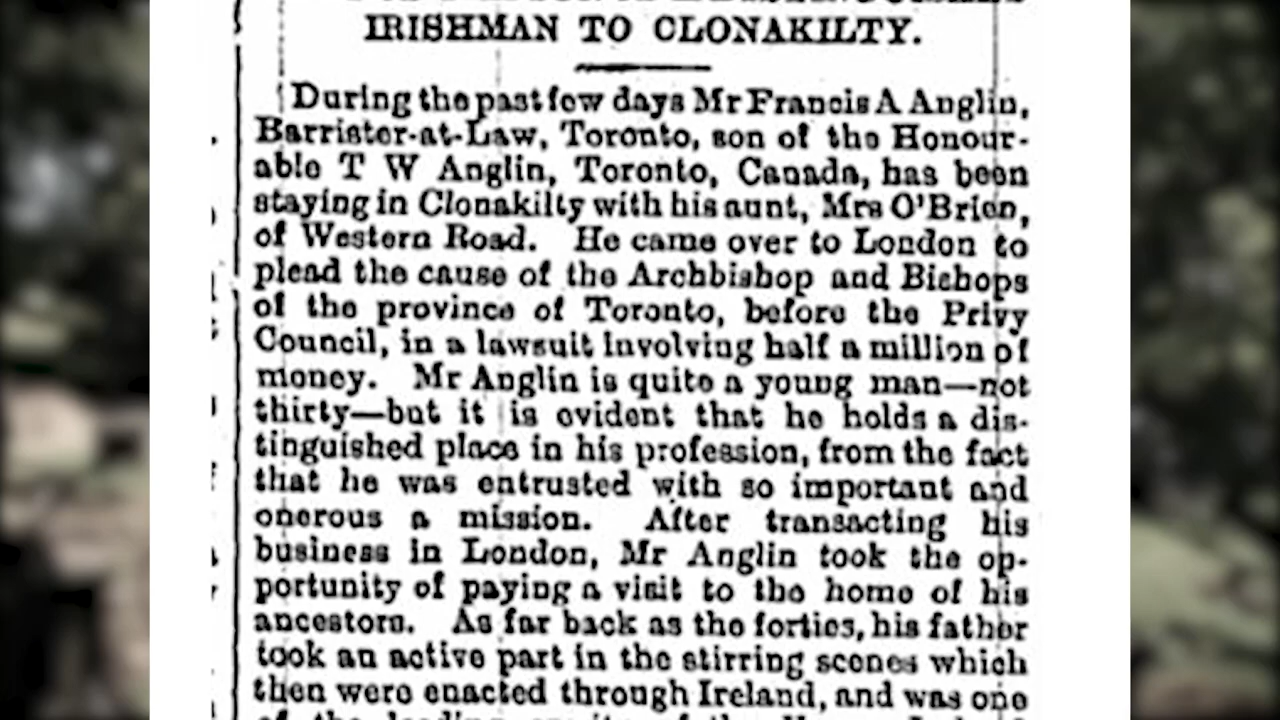 IRISHMAN TO CLONAKILTY.
During the past few days Mr Francis A Anglin,
Barrister-at-Law, Toronto, son of the Honour-
able T W Anglin, Toronto, Canada, has been
staying in Clonakilty with his aunt, Mrs O'Brien,
of Western Road. He came over to London to
plead the cause of the Archbishop and Bishops
of the province of Toronto, before the Privy
Council, in a lawsuit involving half a million of
money. Mr Anglin is quite a young man—not
thirty—but it is evident that he holds a dis-
tinguished place in his profession, from the fact
that he was entrusted with so important and
onerous a mission. After transacting his
business in London, Mr Anglin took the op-
portunity of paying a visit to the home of his
ancestors. As far back as the forties, his father
took an active part in the stirring scenes which
then were enacted through Ireland, and was one